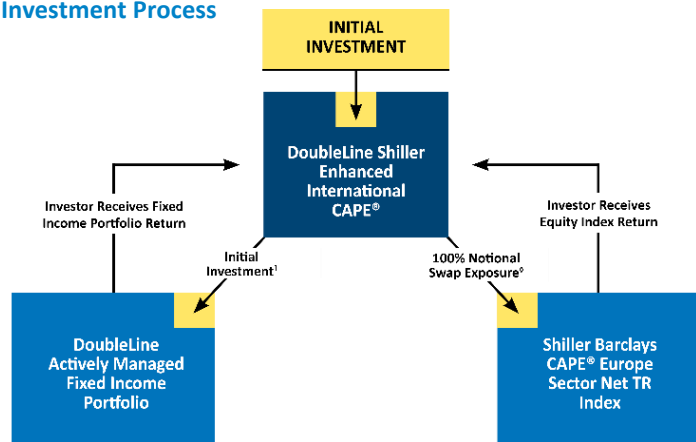 Investment Process
INITIAL
INVESTMENT
DoubleLine Shiller
Enhanced
International
CAPE®
Investor Receives Fixed
Income Portfolio Return
Investor Receives
Equity Index Return
Initial
Investment¹
100% Notional
Swap Exposure⁰
DoubleLine
Actively Managed
Fixed Income
Portfolio
Shiller Barclays
CAPE® Europe
Sector Net TR
Index